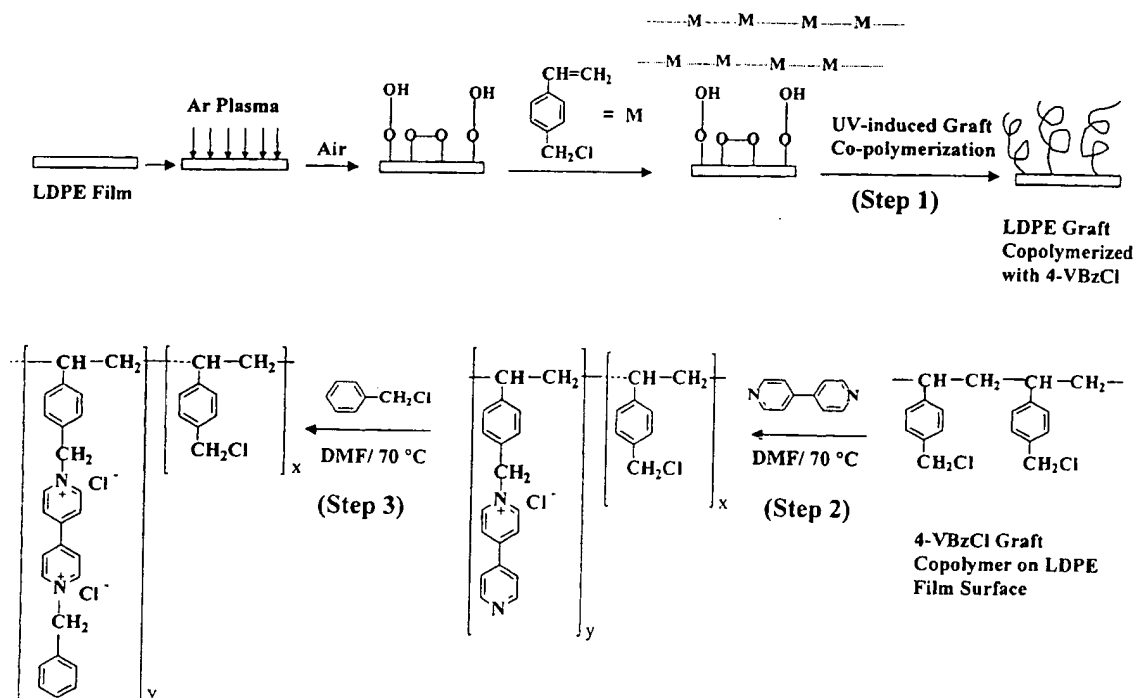 M M M M
M M M M
CH=CH₂
= M
CH₂Cl
Ar Plasma
Air
OH OH
O O—O O
OH OH
O O—O O
UV-induced Graft
Co-polymerization
(Step 1)
LDPE Film
LDPE Graft
Copolymerized
with 4-VBzCl
CH—CH₂ CH—CH₂
CH₂Cl
x
CH₂
N
+
Cl⁻
+
N
Cl⁻
CH₂
y
CH₂Cl
DMF/ 70 °C
(Step 3)
CH—CH₂ CH—CH₂
CH₂Cl
x
CH₂
N
+
Cl⁻
N
y
N N
DMF/ 70 °C
(Step 2)
CH—CH₂—CH—CH₂
CH₂Cl CH₂Cl
4-VBzCl Graft
Copolymer on LDPE
Film Surface